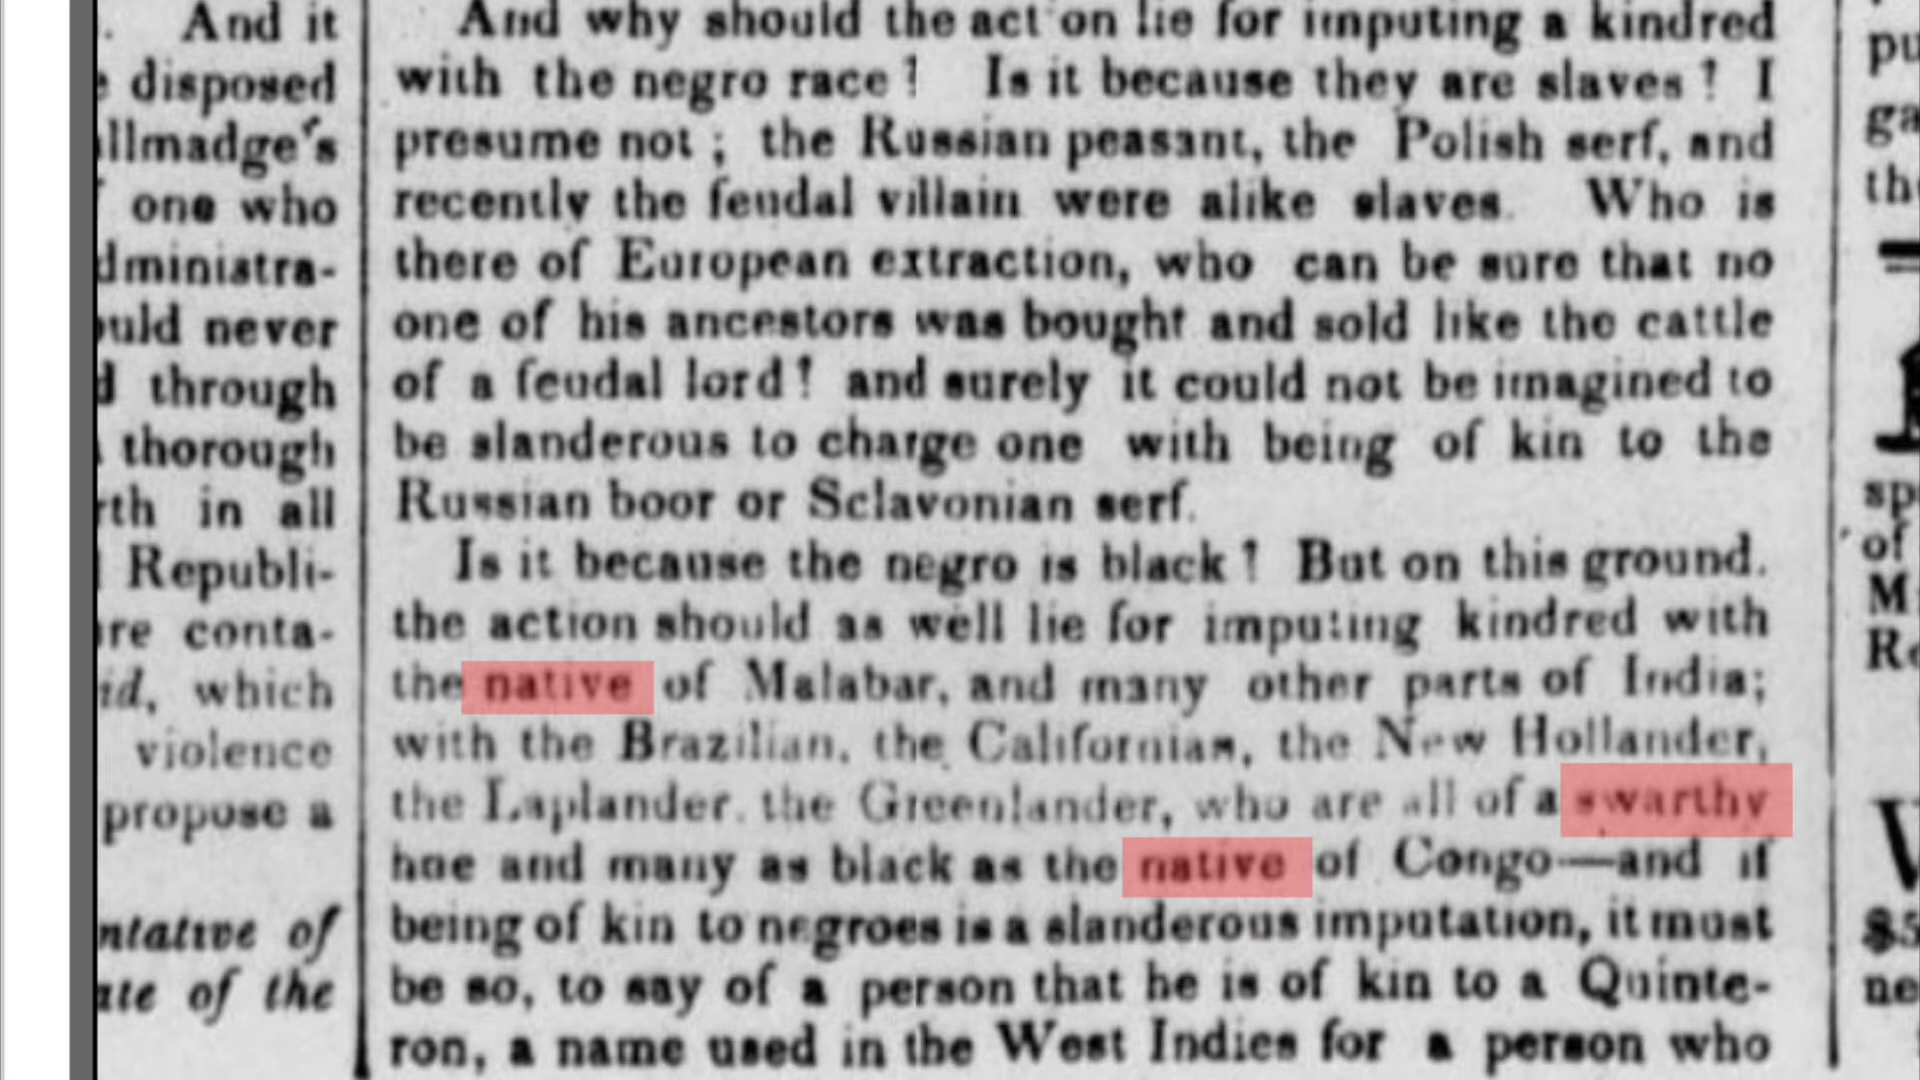 . And it
disposed
llmadge's
one who
dministra-
ould never
d through
thorough
rth in all
Republi-
re conta-
id, which
violence
propose a
ntative of
ate of the
And why should the act on lie for imputing a kindred
with the negro race? Is it because they are slaves? I
presume not; the Russian peasant, the Polish serf, and
recently the feudal villain were alike slaves. Who is
there of European extraction, who can be sure that no
one of his ancestors was bought and sold like the cattle
of a feudal lord? and surely it could not be imagined to
be slanderous to charge one with being of kin to the
Russian boor or Sclavonian serf.
Is it because the negro is black? But on this ground.
the action should as well lie for imputing kindred with
the native of Malabar, and many other parts of India;
with the Brazilian, the Californian, the New Hollander,
the Laplander. the Greenlander, who are all of a swarthy
hue and many as black as the native of Congo—and if
being of kin to negroes is a slanderous imputation, it must
be so, to say of a person that he is of kin to a Quinte-
ron, a name used in the West Indies for a person who
pu
ga
the
sp
of
M
Re
$5
ne